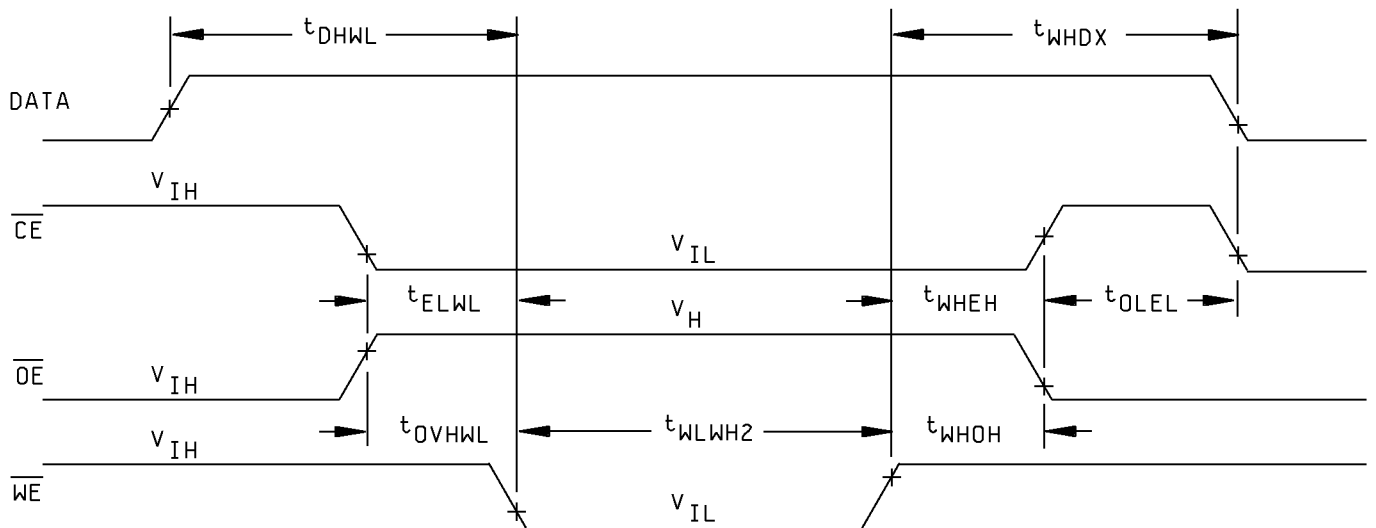 tDHWL
tWHDX
DATA
VIH
CE
VIL
tELWL
tWHEH
tOLEL
VH
OE
VIH
tOVHWL
tWLWH2
tWHOH
VIH
WE
VIL